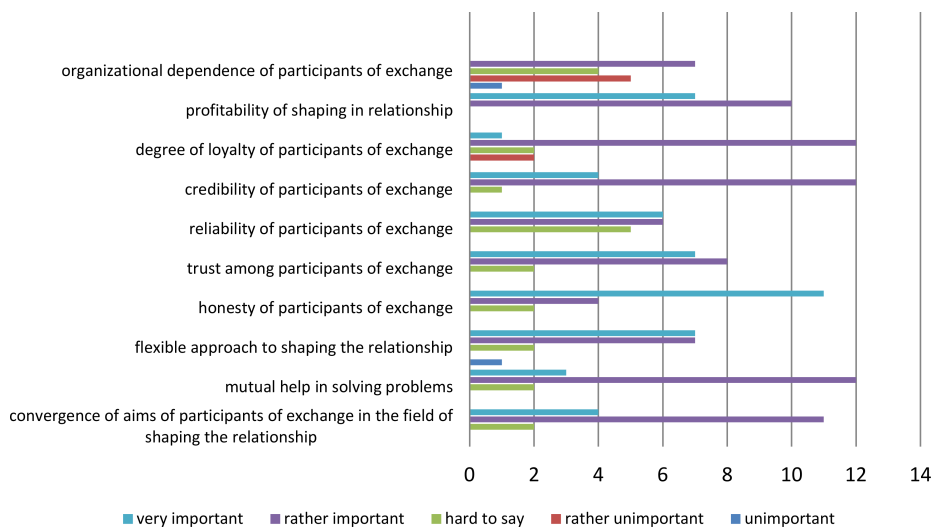 organizational dependence of participants of exchange
profitability of shaping in relationship
degree of loyalty of participants of exchange
credibility of participants of exchange
reliability of participants of exchange
trust among participants of exchange
honesty of participants of exchange
flexible approach to shaping the relationship
mutual help in solving problems
convergence of aims of participants of exchange in the field of
shaping the relationship
0 2 4 6 8 10 12 14
very important rather important hard to say rather unimportant unimportant